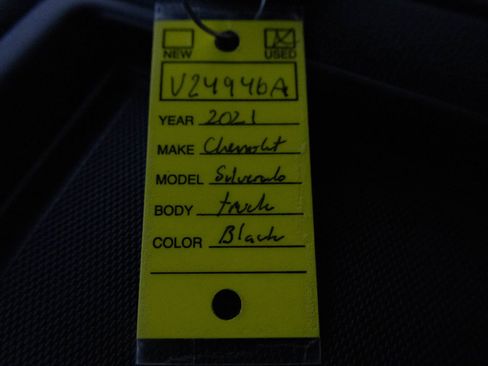 NEW USED
V24946A
YEAR 2021
MAKE Chevrolet
MODEL Silverado
BODY truck
COLOR Black